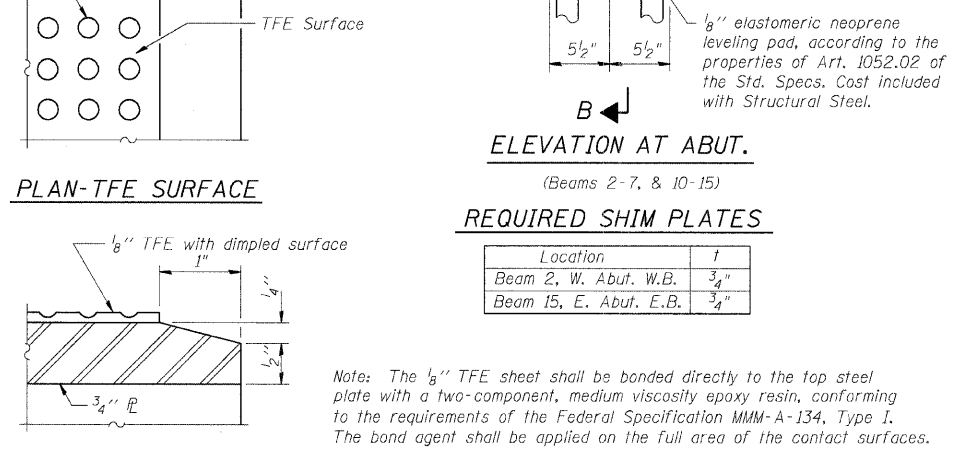 TFE Surface
PLAN-TFE SURFACE
1/8" TFE with dimpled surface
1"
1/4"
1/2"
3/4" ℄
5 1/2" 5 1/2"
1/8" elastomeric neoprene
leveling pad, according to the
properties of Art. 1052.02 of
the Std. Specs. Cost included
with Structural Steel.
B
ELEVATION AT ABUT.
(Beams 2-7, & 10-15)
REQUIRED SHIM PLATES
Location t
Beam 2, W. Abut. W.B. 3/4"
Beam 15, E. Abut. E.B. 3/4"
Note: The 1/8" TFE sheet shall be bonded directly to the top steel
plate with a two-component, medium viscosity epoxy resin, conforming
to the requirements of the Federal Specification MMM-A-134, Type I.
The bond agent shall be applied on the full area of the contact surfaces.